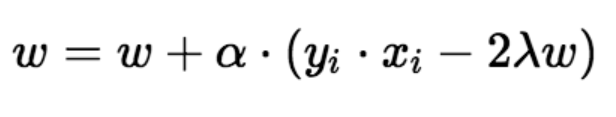 w = w + α · (yᵢ · xᵢ − 2λw)